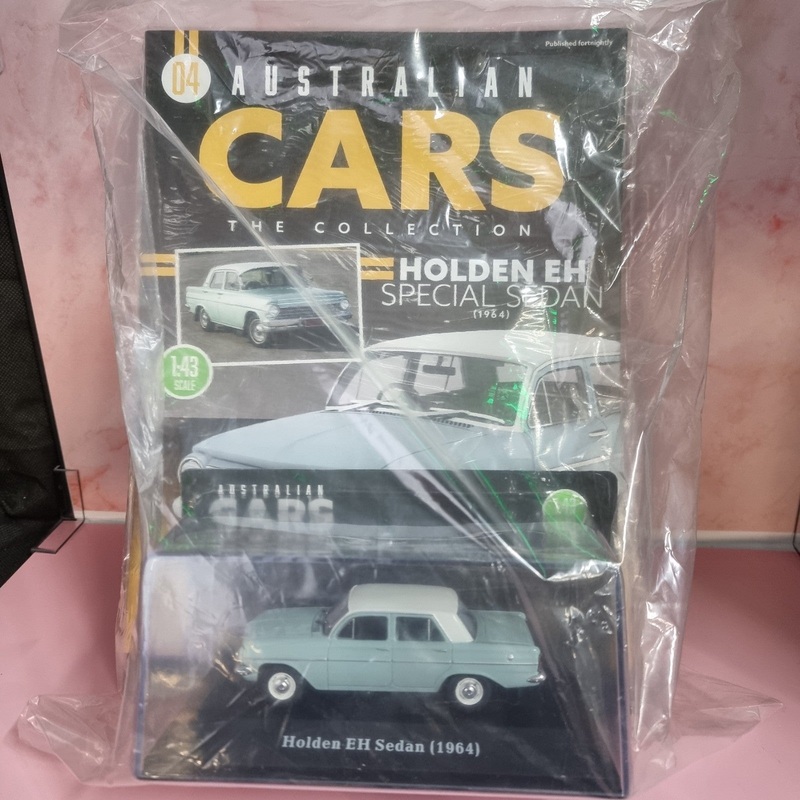 Published fortnightly
04
AUSTRALIAN
CARS
THE COLLECTION
HOLDEN EH
SPECIAL SEDAN
(1964)
1:43
SCALE
AUSTRALIAN
CARS
Holden EH Sedan (1964)